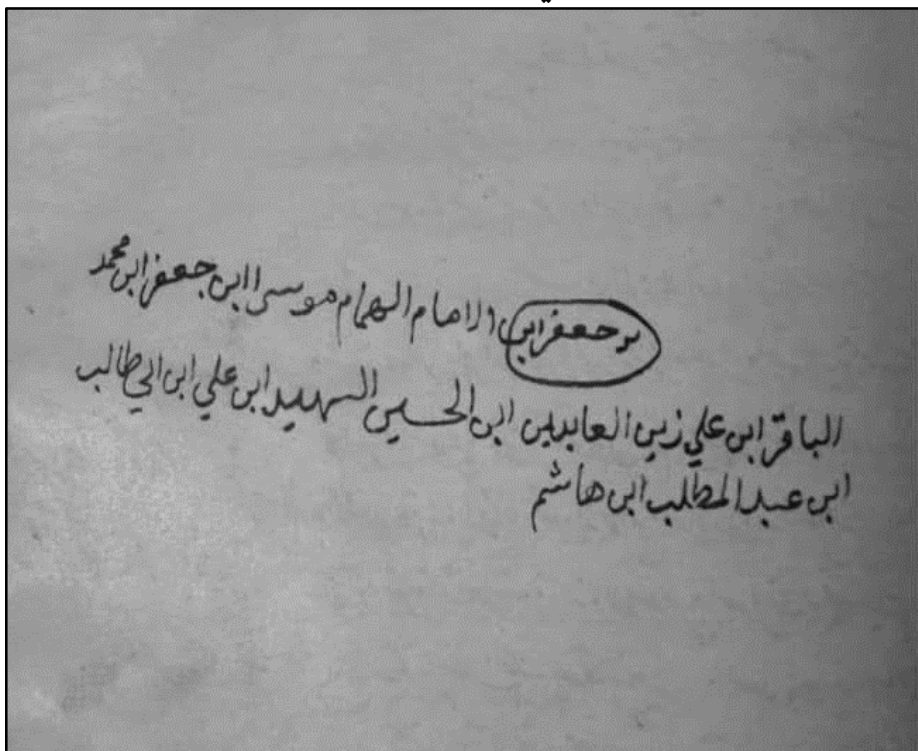 بر جعفر ابن الامام الهمام موسى ابن جعفر ابن محمد
الباقر ابن علي زين العابدين ابن الحسين الشهيد ابن علي ابن ابي طالب
ابن عبد المطلب ابن هاشم